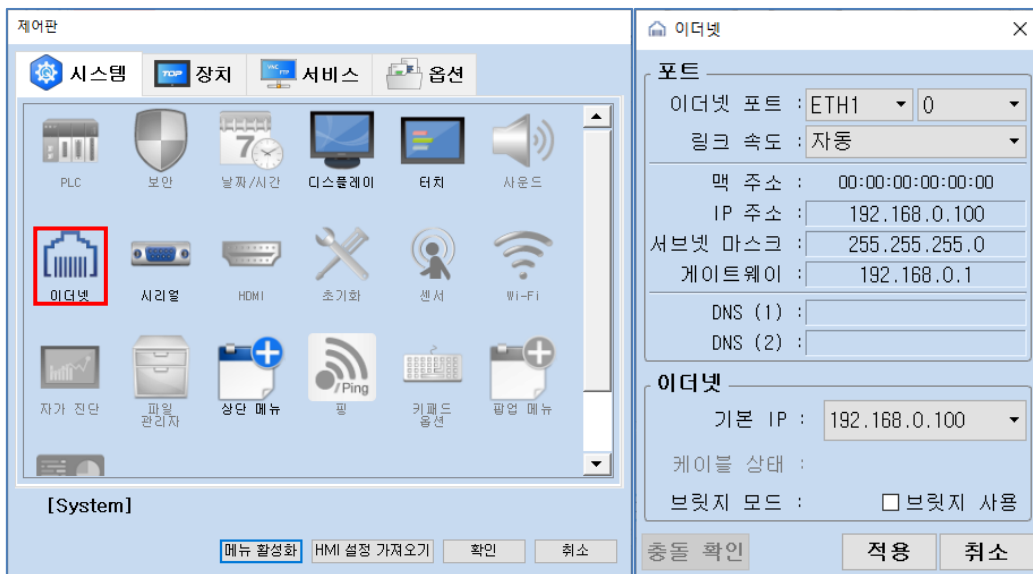 제어판
시스템
TOP
장치
서비스
옵션
PLC
보안
7
날짜/시간
디스플레이
터치
사운드
이더넷
시리얼
HDMI
초기화
센서
Wi-Fi
자가 진단
파일
관리자
상단 메뉴
/Ping
핑
키패드
옵션
팝업 메뉴
[System]
메뉴 활성화
HMI 설정 가져오기
확인
취소
이더넷
포트
이더넷 포트 : ETH1 0
링크 속도 : 자동
맥 주소 : 00:00:00:00:00:00
IP 주소 : 192.168.0.100
서브넷 마스크 : 255.255.255.0
게이트웨이 : 192.168.0.1
DNS (1) :
DNS (2) :
이더넷
기본 IP : 192.168.0.100
케이블 상태 :
브릿지 모드 : 브릿지 사용
충돌 확인
적용
취소